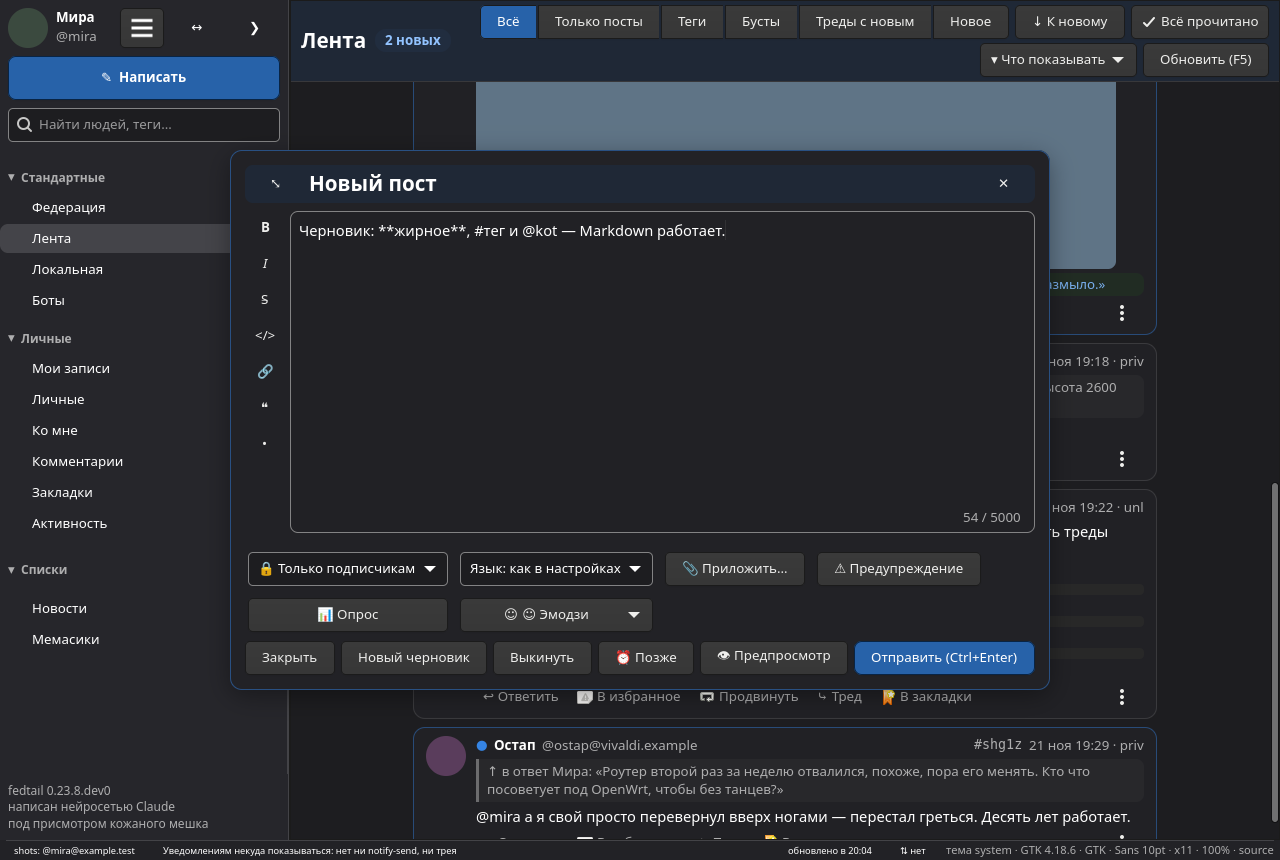 Мира
@mira
Написать
Найти людей, теги...
Стандартные
Федерация
Лента
Локальная
Боты
Личные
Мои записи
Личные
Ко мне
Комментарии
Закладки
Активность
Списки
Новости
Мемасики
fedtail 0.23.8.dev0
написан нейросетью Claude
под присмотром кожаного мешка
Лента 2 новых
Всё Только посты Теги Бусты Треды с новым Новое ↓ К новому ✓ Всё прочитано
▾ Что показывать Обновить (F5)
Новый пост
B
I
S
</>
❝
•
Черновик: **жирное**, #тег и @kot — Markdown работает.
54 / 5000
Только подписчикам Язык: как в настройках Приложить... ⚠ Предупреждение
Опрос ☺ ☺ Эмодзи
Закрыть Новый черновик Выкинуть Позже Предпросмотр Отправить (Ctrl+Enter)
19:18 · priv
2600
ноя 19:22 · unl
треды
↩ Ответить В избранное Продвинуть Тред В закладки
Остап @ostap@vivaldi.example #shg1z 21 ноя 19:29 · priv
↑ в ответ Мира: «Роутер второй раз за неделю отвалился, похоже, пора его менять. Кто что
посоветует под OpenWrt, чтобы без танцев?»
@mira а я свой просто перевернул вверх ногами — перестал греться. Десять лет работает.
shots: @mira@example.test Уведомлениям некуда показываться: нет ни notify-send, ни трея обновлено в 20:04 ⇅ нет тема system · GTK 4.18.6 · GTK · Sans 10pt · x11 · 100% · source